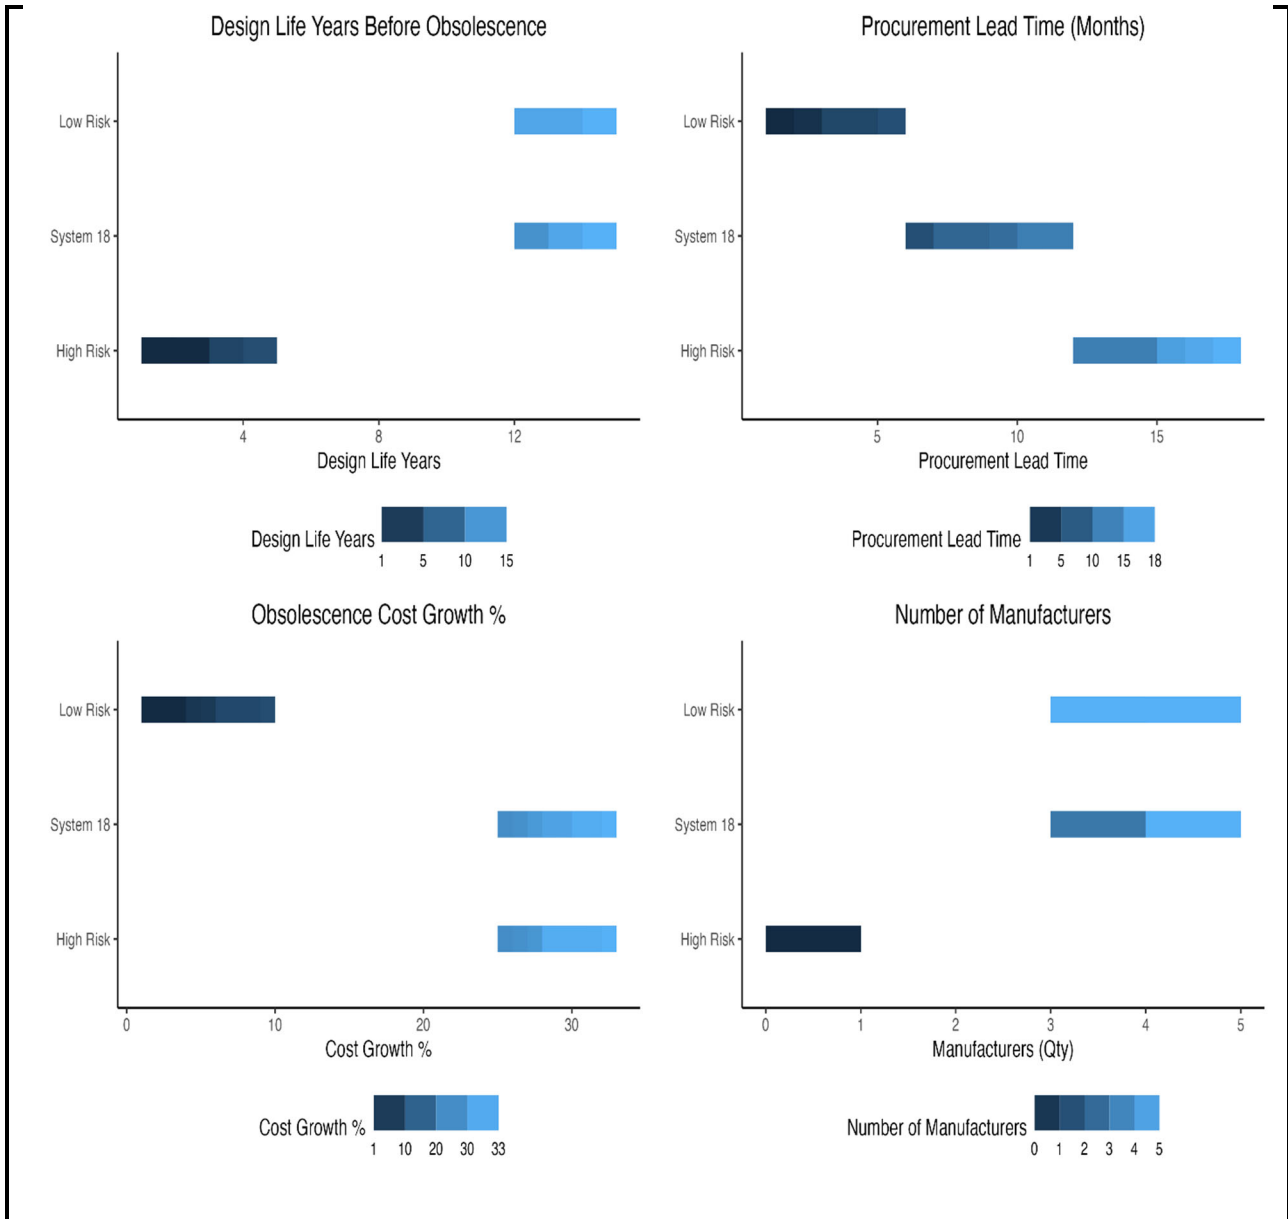 Design Life Years Before Obsolescence
Low Risk
System 18
High Risk
4 8 12
Design Life Years
Design Life Years
1 5 10 15
Procurement Lead Time (Months)
Low Risk
System 18
High Risk
5 10 15
Procurement Lead Time
Procurement Lead Time
1 5 10 15 18
Obsolescence Cost Growth %
Low Risk
System 18
High Risk
0 10 20 30
Cost Growth %
Cost Growth %
1 10 20 30 33
Number of Manufacturers
Low Risk
System 18
High Risk
0 1 2 3 4 5
Manufacturers (Qty)
Number of Manufacturers
0 1 2 3 4 5